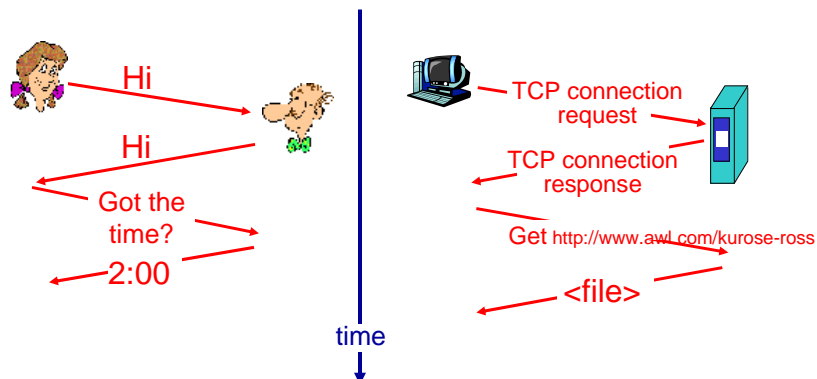 Hi
Hi
Got the
time?
2:00
TCP connection
request
TCP connection
response
Get http://www.awl.com/kurose-ross
<file>
time